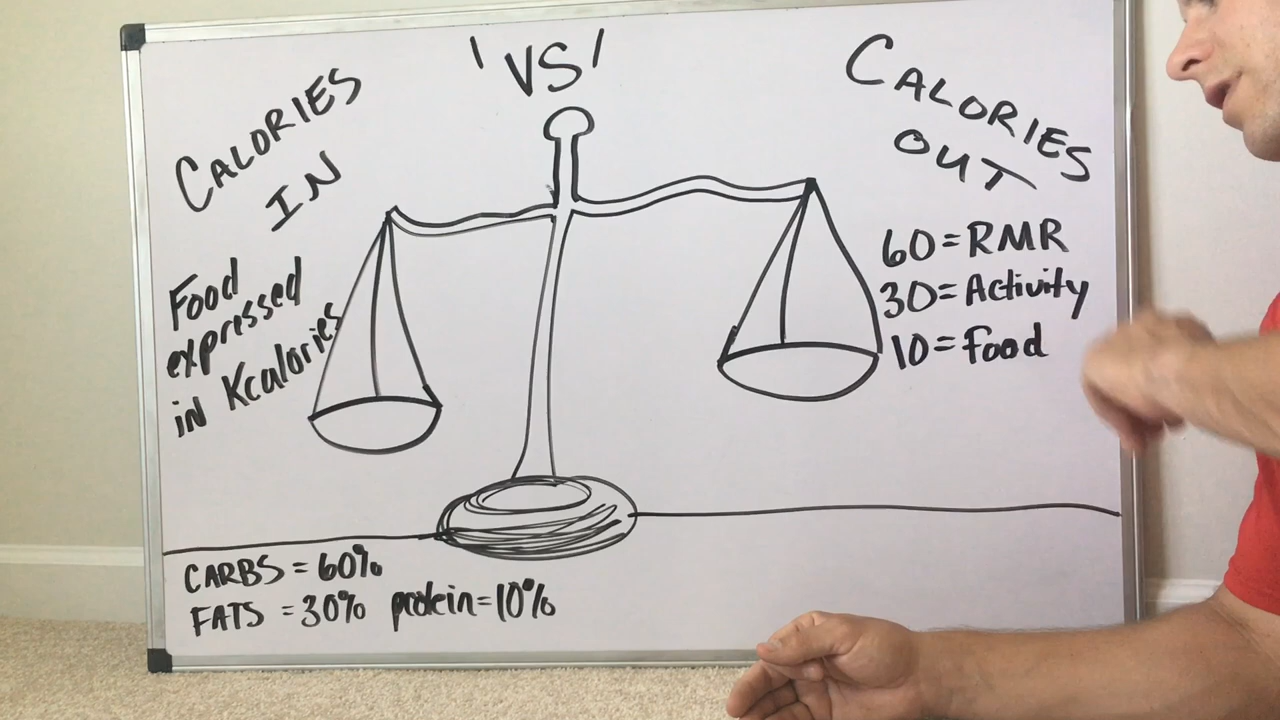 'VS'
CALORIES
IN
Food
expressed
in Kcalories
CALORIES
OUT
60=RMR
30=Activity
10=Food
CARBS=60%
FATS=30% protein=10%